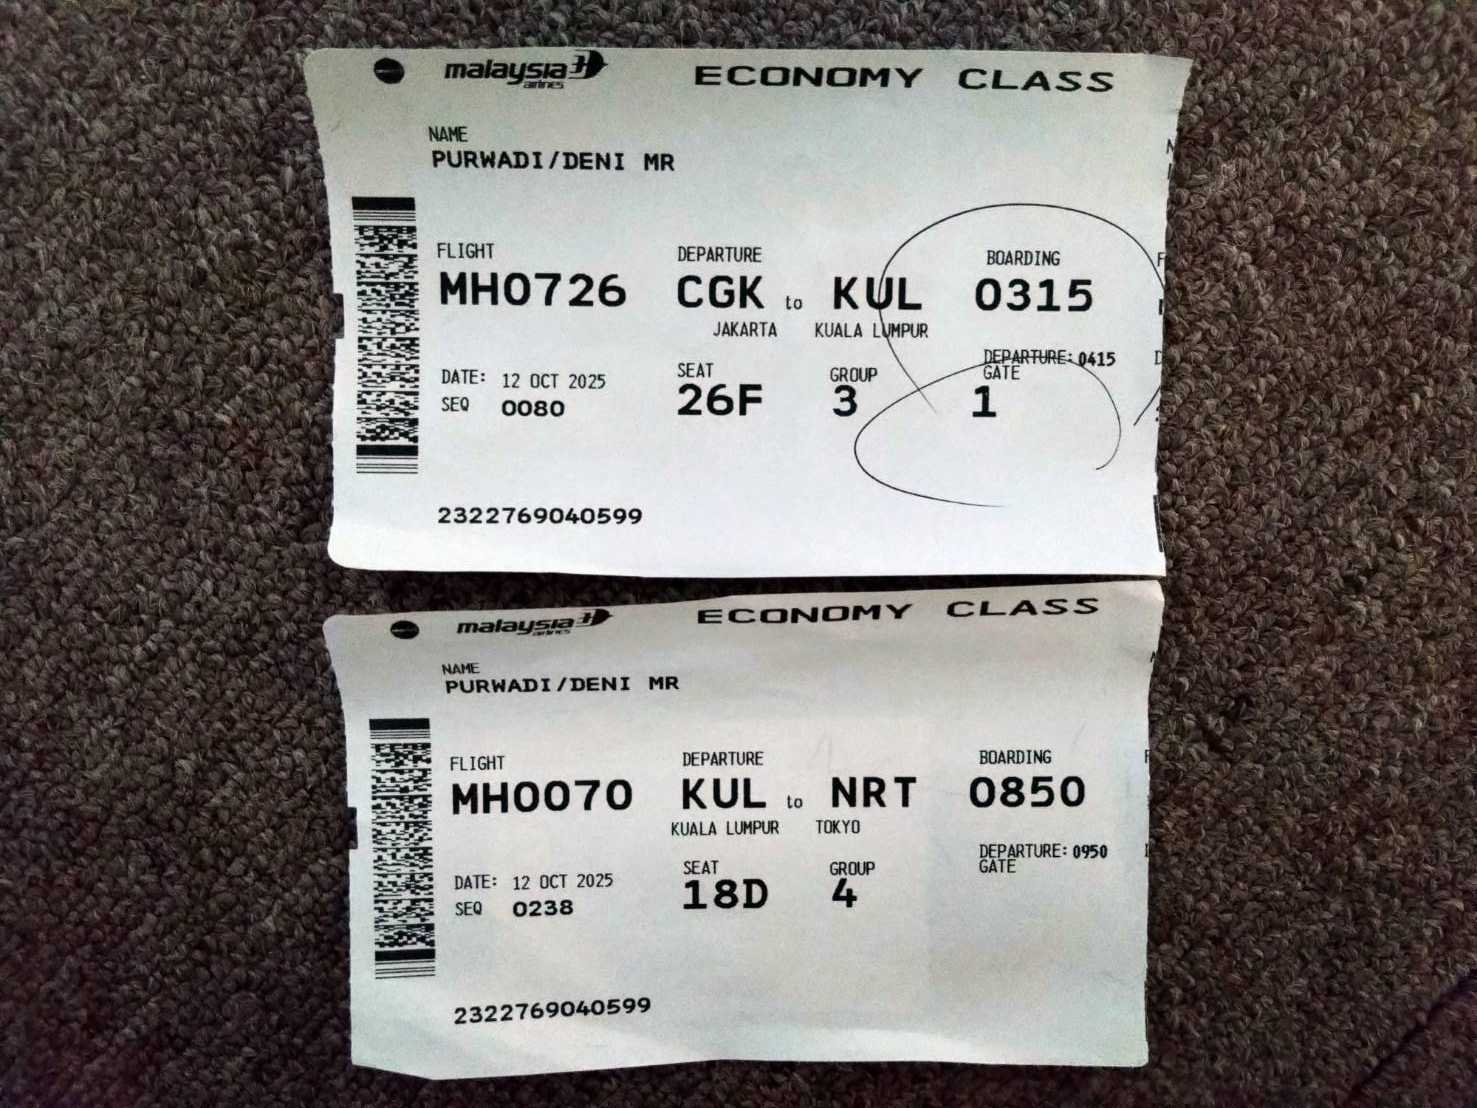 malaysia airlines ECONOMY CLASS
NAME
PURWADI/DENI MR
FLIGHT DEPARTURE BOARDING
MH0726 CGK to KUL 0315
JAKARTA KUALA LUMPUR
DEPARTURE: 0415
DATE: 12 OCT 2025 SEAT GROUP GATE
SEQ 0080 26F 3 1
2322769040599
malaysia airlines ECONOMY CLASS
NAME
PURWADI/DENI MR
FLIGHT DEPARTURE BOARDING
MH0070 KUL to NRT 0850
KUALA LUMPUR TOKYO
DEPARTURE: 0950
DATE: 12 OCT 2025 SEAT GROUP GATE
SEQ 0238 18D 4
2322769040599